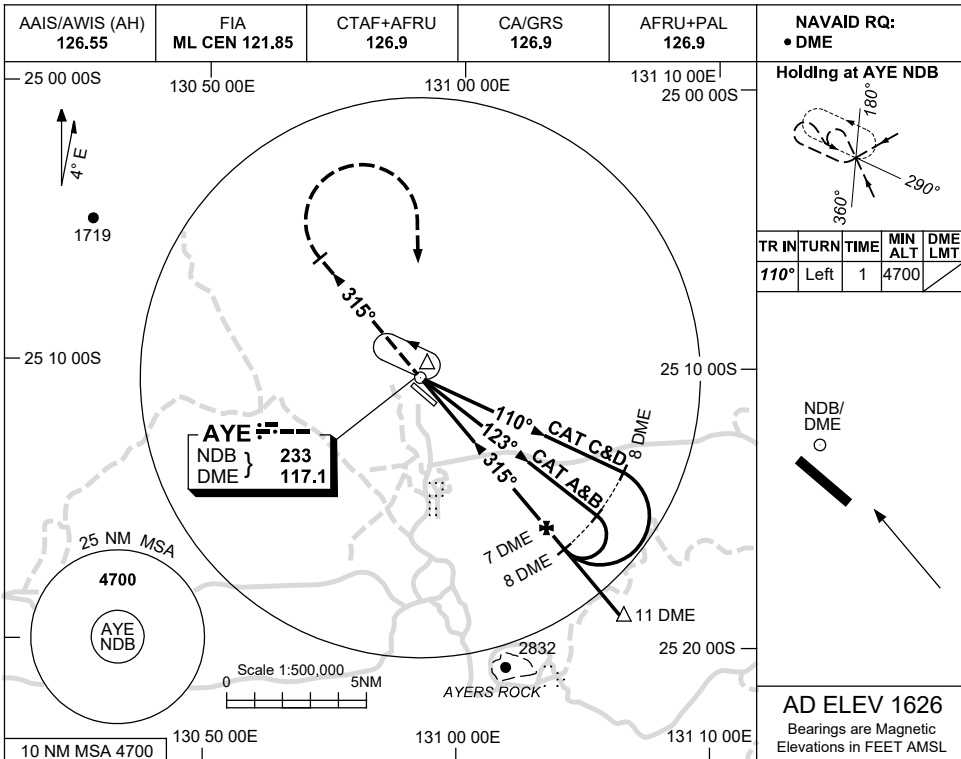 AAIS/AWIS (AH)
126.55
FIA
ML CEN 121.85
CTAF+AFRU
126.9
CA/GRS
126.9
AFRU+PAL
126.9
NAVAID RQ:
• DME
25 00 00S
130 50 00E
131 00 00E
131 10 00E
25 00 00S
4° E
1719
315°
25 10 00S
25 10 00S
AYE
NDB } 233
DME 117.1
110° CAT C&D
123° CAT A&B
315°
8 DME
7 DME
8 DME
11 DME
25 NM MSA
4700
AYE
NDB
Scale 1:500,000
0 5NM
2832
AYERS ROCK
25 20 00S
10 NM MSA 4700
130 50 00E
131 00 00E
131 10 00E
Holding at AYE NDB
180°
290°
360°
TR IN TURN TIME MIN ALT DME LMT
110° Left 1 4700
NDB/
DME
AD ELEV 1626
Bearings are Magnetic
Elevations in FEET AMSL